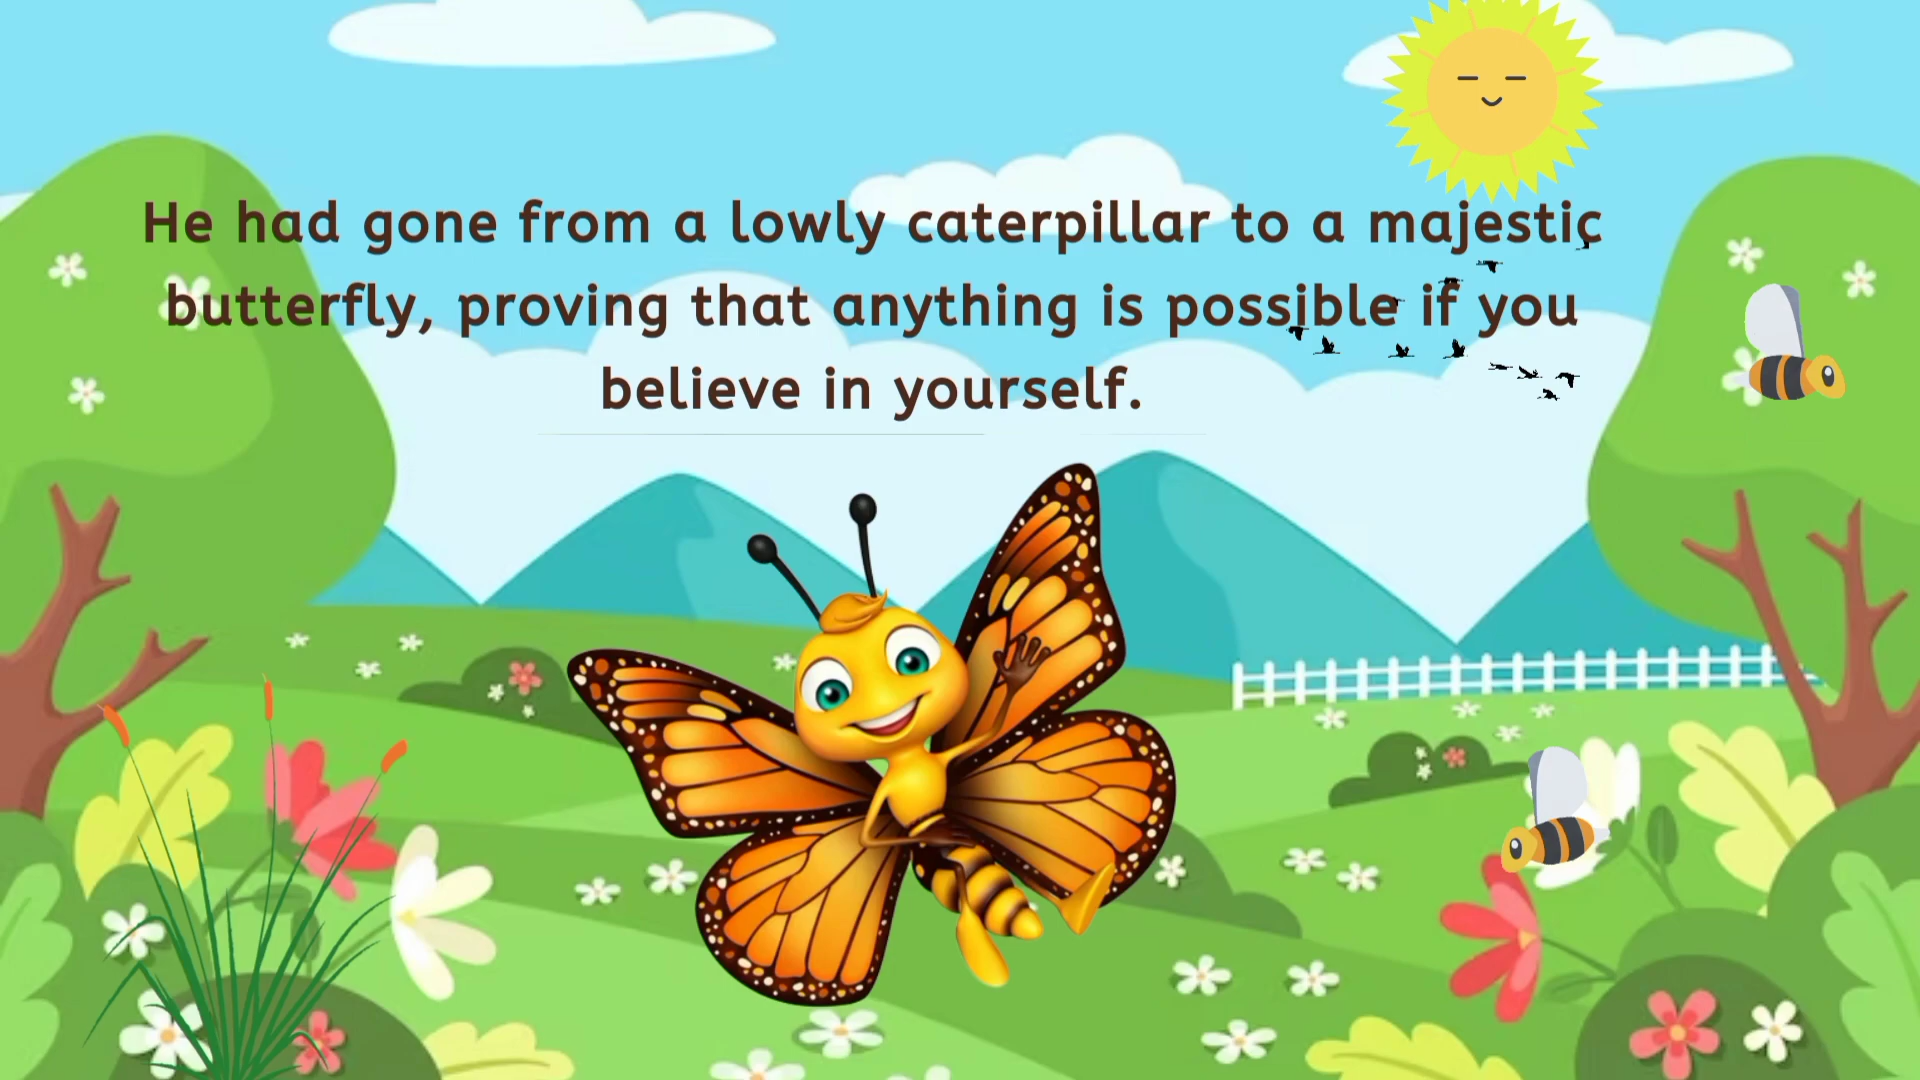 He had gone from a lowly caterpillar to a majestic
butterfly, proving that anything is possible if you
believe in yourself.